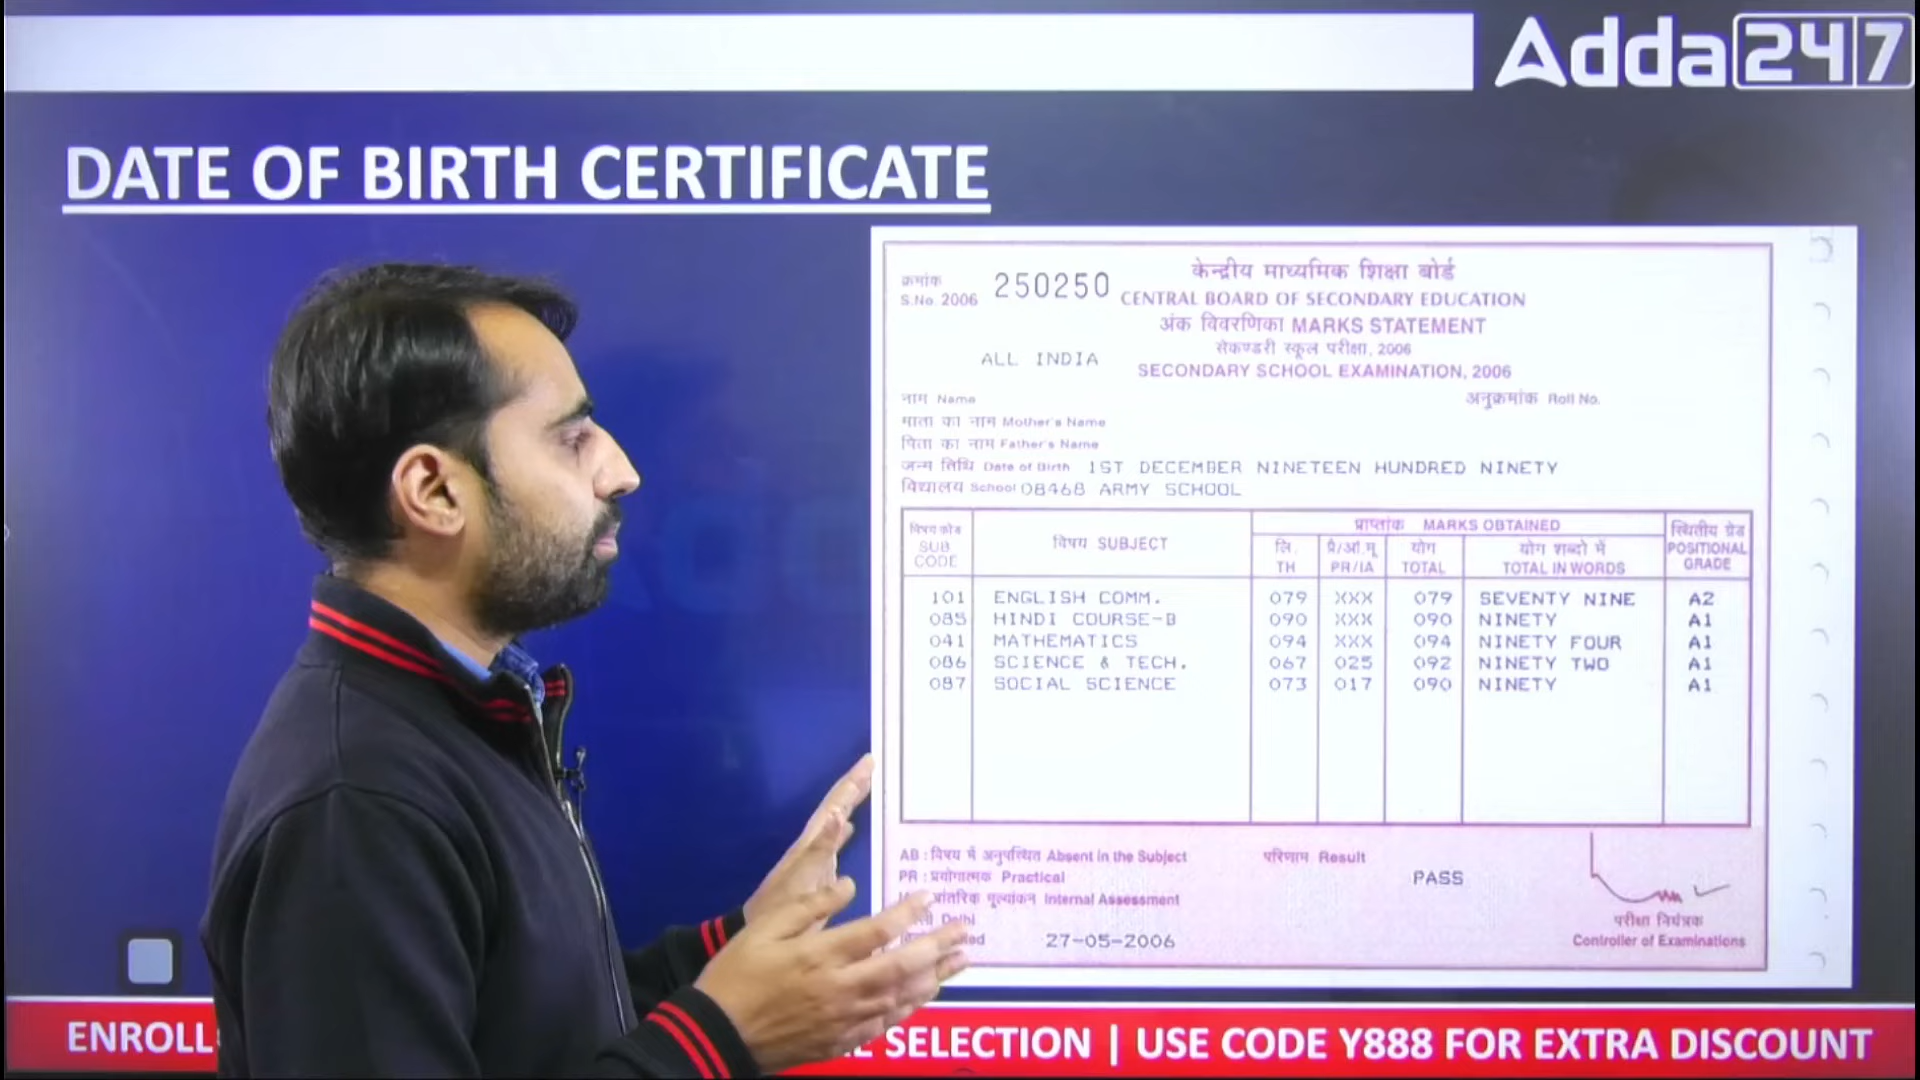 Adda247
DATE OF BIRTH CERTIFICATE
क्रमांक
S.No. 2006 250250
केन्द्रीय माध्यमिक शिक्षा बोर्ड
CENTRAL BOARD OF SECONDARY EDUCATION
अंक विवरणिका MARKS STATEMENT
सेकण्डरी स्कूल परीक्षा, 2006
ALL INDIA
SECONDARY SCHOOL EXAMINATION, 2006
नाम Name अनुक्रमांक Roll No.
माता का नाम Mother's Name
पिता का नाम Father's Name
जन्म तिथि Date of Birth 1ST DECEMBER NINETEEN HUNDRED NINETY
विद्यालय School 08468 ARMY SCHOOL
विषय कोड SUB CODE
विषय SUBJECT
प्राप्तांक MARKS OBTAINED
स्थितीय ग्रेड POSITIONAL GRADE
लि. TH
प्रै/आं.मू PR/IA
योग TOTAL
योग शब्दो में TOTAL IN WORDS
101 ENGLISH COMM. 079 XXX 079 SEVENTY NINE A2
085 HINDI COURSE-B 090 XXX 090 NINETY A1
041 MATHEMATICS 094 XXX 094 NINETY FOUR A1
086 SCIENCE & TECH. 067 025 092 NINETY TWO A1
087 SOCIAL SCIENCE 073 017 090 NINETY A1
AB : विषय में अनुपस्थित Absent in the Subject
परिणाम Result PASS
PR : प्रयोगात्मक Practical
आंतरिक मूल्यांकन Internal Assessment
Delhi
27-05-2006
परीक्षा नियंत्रक
Controller of Examinations
ENROLL SELECTION | USE CODE Y888 FOR EXTRA DISCOUNT